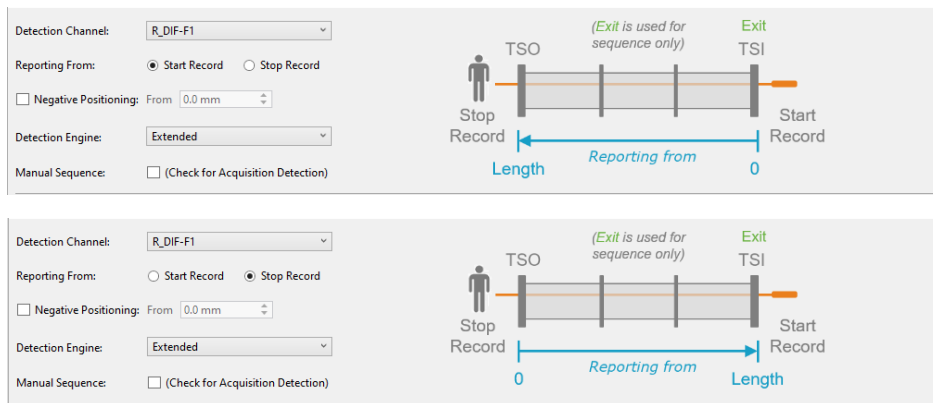 Detection Channel: R_DIF-F1
Reporting From: Start Record Stop Record
Negative Positioning: From 0.0 mm
Detection Engine: Extended
Manual Sequence: (Check for Acquisition Detection)
(Exit is used for
sequence only)
Exit
TSO
TSI
Stop
Record
Start
Record
Reporting from
Length
0
Detection Channel: R_DIF-F1
Reporting From: Start Record Stop Record
Negative Positioning: From 0.0 mm
Detection Engine: Extended
Manual Sequence: (Check for Acquisition Detection)
(Exit is used for
sequence only)
Exit
TSO
TSI
Stop
Record
Start
Record
Reporting from
0
Length